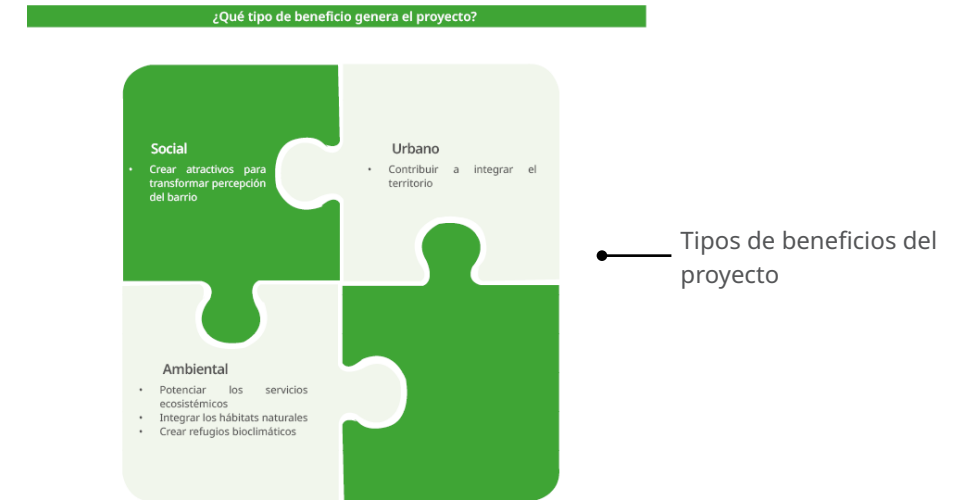 ¿Qué tipo de beneficio genera el proyecto?
Social
• Crear atractivos para
transformar percepción
del barrio
Urbano
• Contribuir a integrar el
territorio
Tipos de beneficios del
proyecto
Ambiental
• Potenciar los servicios
ecosistémicos
• Integrar los hábitats naturales
• Crear refugios bioclimáticos